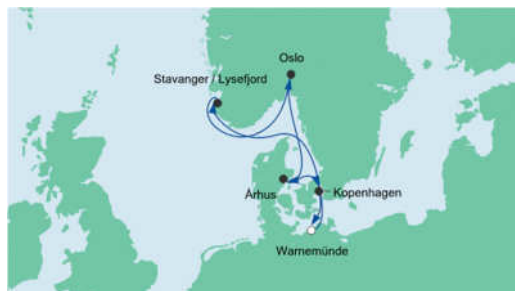 Oslo
Stavanger / Lysefjord
Århus
Kopenhagen
Warnemünde